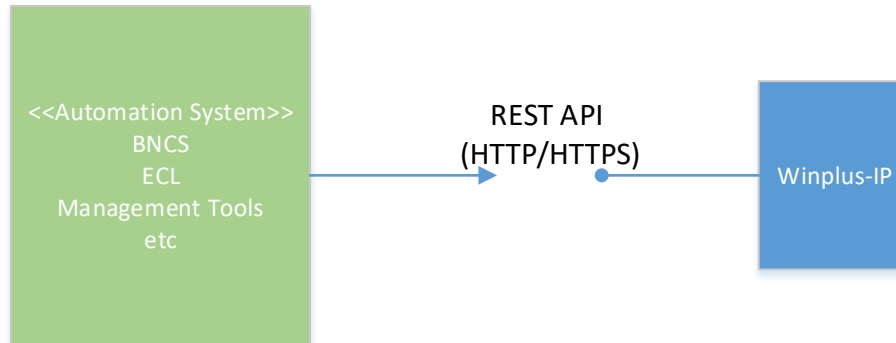 <<Automation System>>
BNCS
ECL
Management Tools
etc
REST API
(HTTP/HTTPS)
Winplus-IP